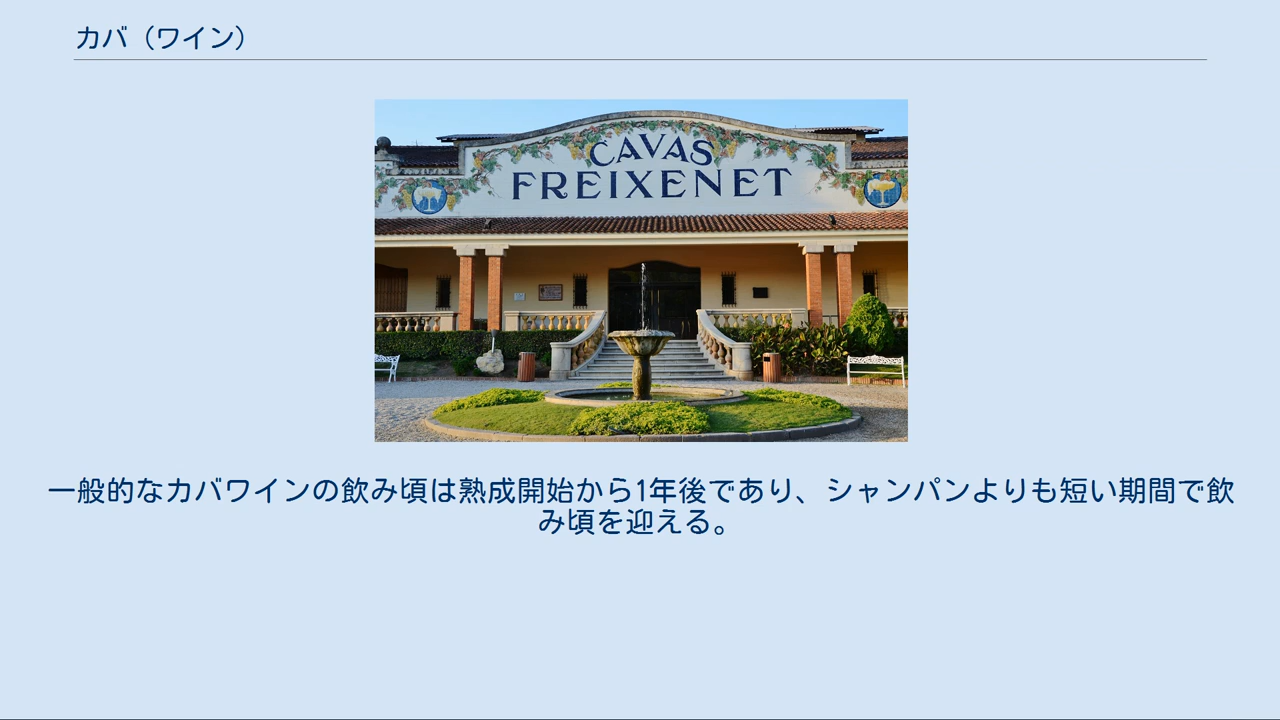 カバ（ワイン）
CAVAS
FREIXENET
一般的なカバワインの飲み頃は熟成開始から1年後であり、シャンパンよりも短い期間で飲
み頃を迎える。